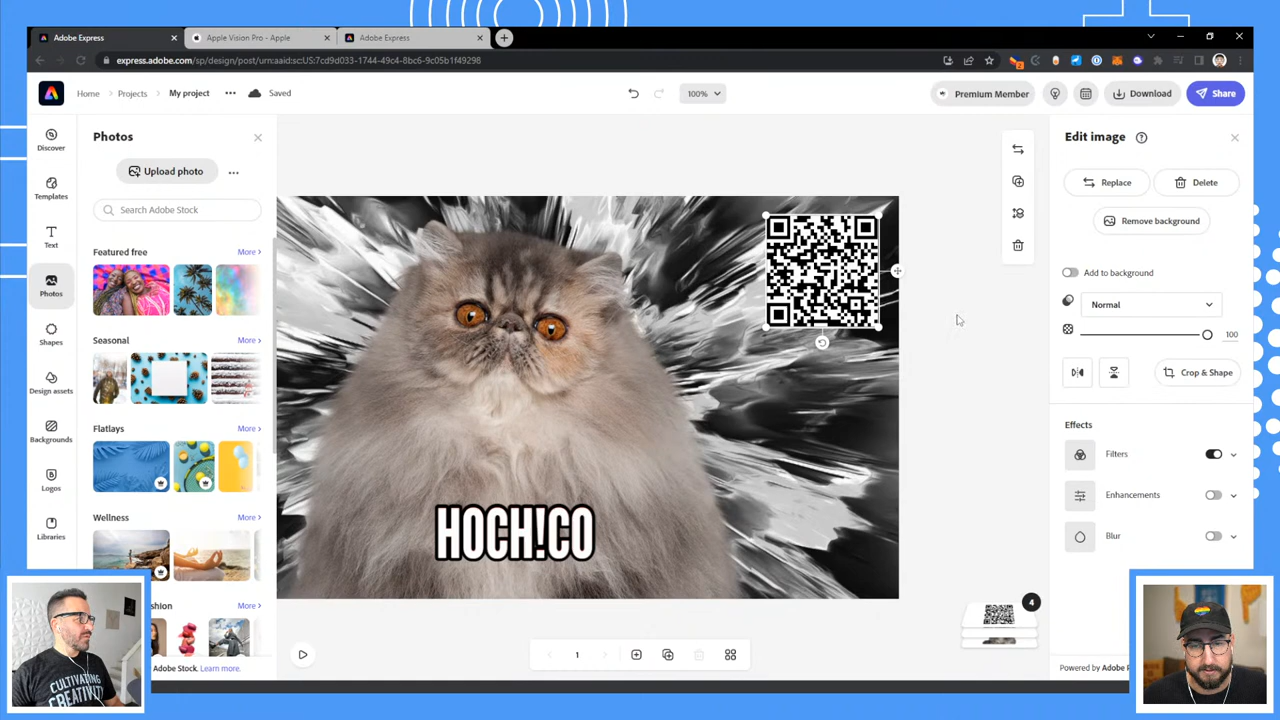 Adobe Express
Apple Vision Pro - Apple
Adobe Express
express.adobe.com/sp/design/post/urn:aaid:sc:US:7cd9d033-1744-49c4-8bc6-9c05b1f49298
Home
Projects
My project
Saved
100%
Premium Member
Download
Share
Discover
Templates
Text
Photos
Shapes
Design assets
Backgrounds
Logos
Libraries
Photos
Upload photo
Search Adobe Stock
Featured free
More
Seasonal
More
Flatlays
More
Wellness
More
More
Adobe Stock. Learn more.
HOCH!CO
1
4
Edit image
Replace
Delete
Remove background
Add to background
Normal
100
Crop & Shape
Effects
Filters
Enhancements
Blur
Powered by Adobe
CULTIVATING
CREATIVITY